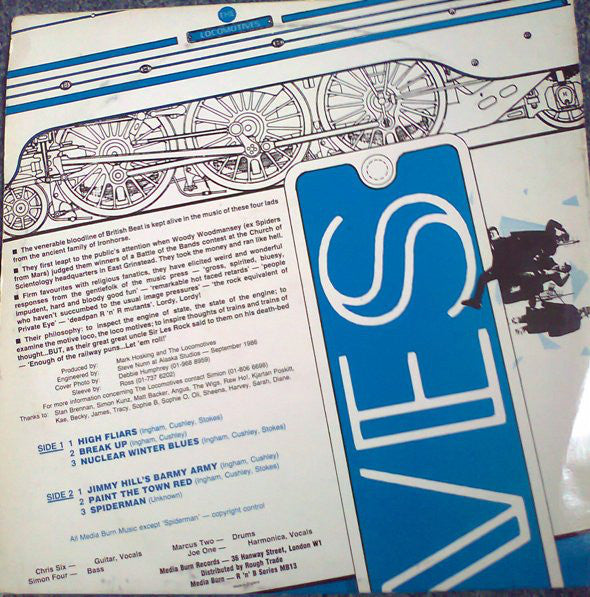 THE
LOCOMOTIVES
■ The venerable bloodline of British Beat is kept alive in the music of these four lads
from the ancient family of Ironhorse.
■ They first leapt to the public's attention when Woody Woodmansey (ex Spiders
from Mars) judged them winners of a Battle of the Bands contest at the Church of
Scientology headquarters in East Grinstead. They took the money and ran like hell.
■ Firm favourites with religious fanatics, they have elicited weird and wonderful
responses from the genitefolk of the music press — 'gross, spirited, bluesy,
impudent, hard and bloody good fun' — 'remarkable hot faced retards' — 'people
who haven't succumbed to the usual image pressures' — 'the rock equivalent of
Private Eye' — 'deadpan R 'n' R mutants'. Lordy, Lordy!
■ Their philosophy: to inspect the engine of state, the state of the engine; to
examine the motive loco, the loco motives; to inspire thoughts of trains and trains of
thought...BUT, as their great great uncle Sir Les Rock said to them on his death-bed
— 'Enough of the railway puns...Let 'em roll!'
Produced by: Mark Hosking and The Locomotives
Engineered by: Steve Nunn at Alaska Studios — September 1986
Cover Photo by: Debbie Humphrey (01-968 8959)
Sleeve by: Ross (01-737 6202)
For more information concerning The Locomotives contact Simion (01-806 6698)
Thanks to: Stan Brennan, Simon Kunz, Matt Backer, Angus, The Wigs, Raw Ho!, Kjartan Poskitt,
Kae, Becky, James, Tracy, Sophie B, Sophie O, Oli, Sheena, Harvey, Sarah, Diane.
SIDE 1 1 HIGH FLIARS (Ingham, Cushley, Stokes)
2 BREAK UP (Ingham, Cushley)
3 NUCLEAR WINTER BLUES (Ingham, Cushley, Stokes)
SIDE 2 1 JIMMY HILL'S BARMY ARMY (Ingham, Cushley)
2 PAINT THE TOWN RED (Ingham, Cushley, Stokes)
3 SPIDERMAN (Unknown)
All Media Burn Music except 'Spiderman' — copyright control
Chris Six — Guitar, Vocals
Simon Four — Bass
Marcus Two — Drums
Joe One — Harmonica, Vocals
Media Burn Records — 36 Hanway Street, London W1
Distributed by Rough Trade
Media Burn — R 'n' B Series MB13
VES